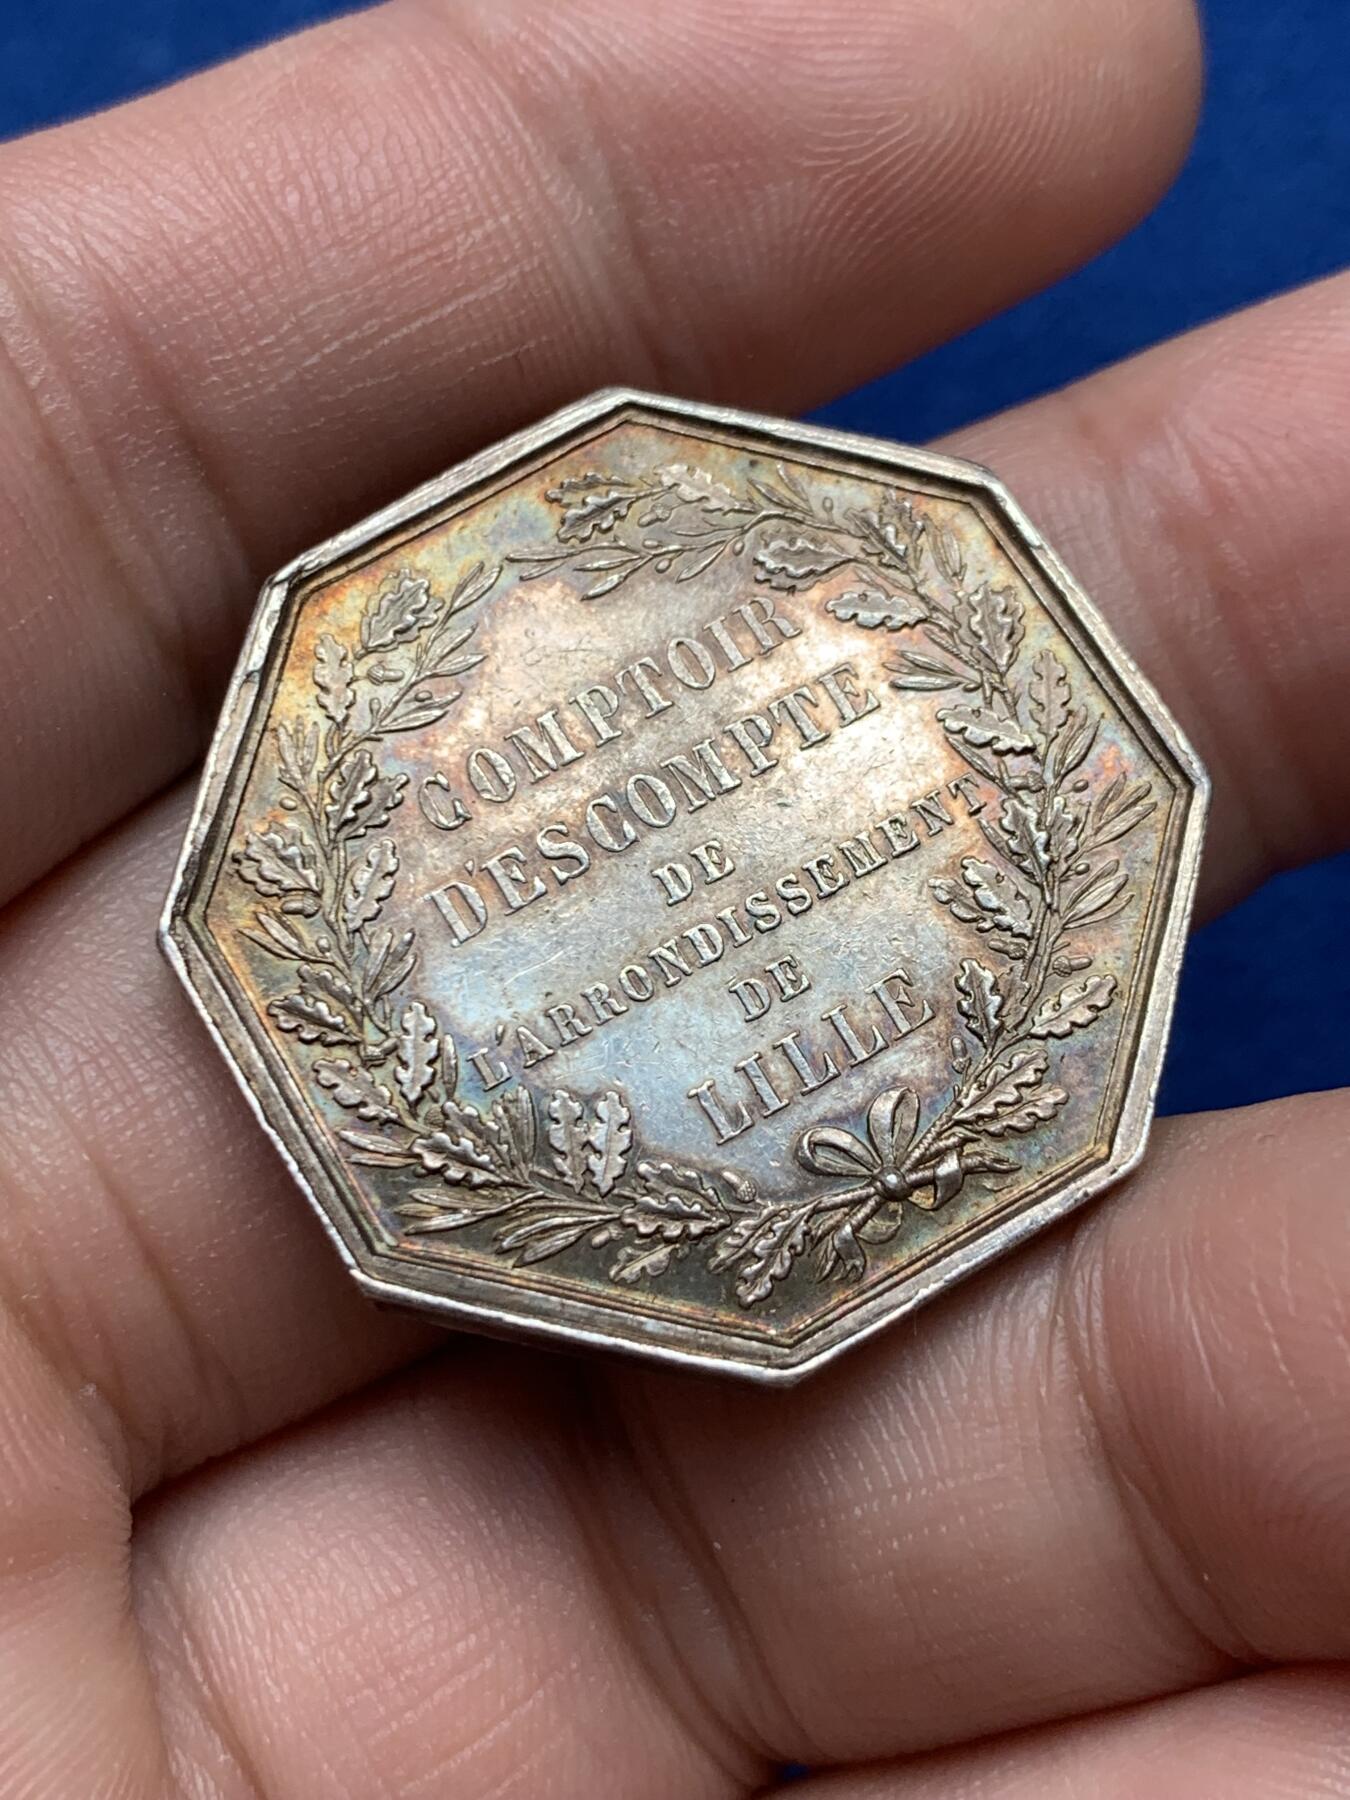 COMPTOIR
D'ESCOMPTE
DE
L'ARRONDISSEMENT
DE
LILLE